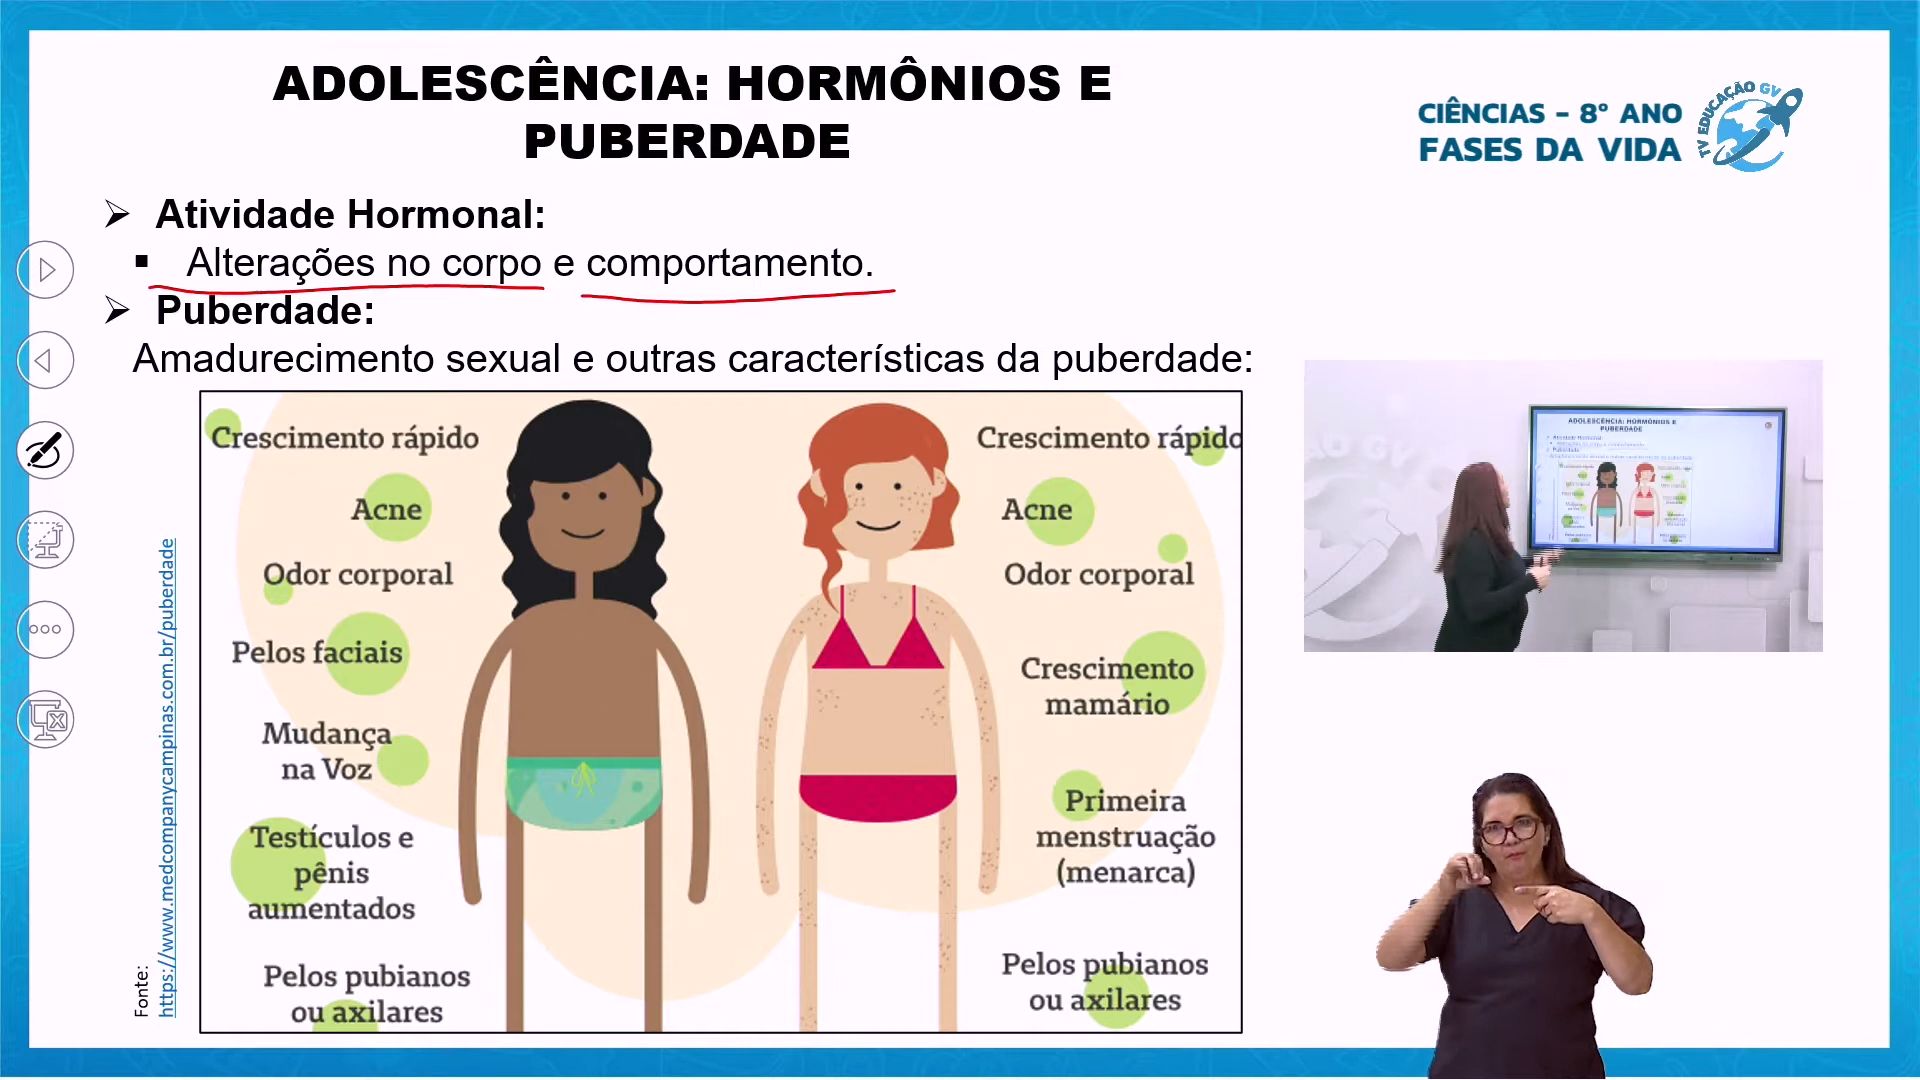 ADOLESCÊNCIA: HORMÔNIOS E
PUBERDADE
CIÊNCIAS – 8° ANO
FASES DA VIDA
TV EDUCAÇÃO GV
➢ Atividade Hormonal:
▪ Alterações no corpo e comportamento.
➢ Puberdade:
Amadurecimento sexual e outras características da puberdade:
Crescimento rápido
Acne
Odor corporal
Pelos faciais
Mudança
na Voz
Testículos e
pênis
aumentados
Pelos pubianos
ou axilares
Crescimento rápido
Acne
Odor corporal
Crescimento
mamário
Primeira
menstruação
(menarca)
Pelos pubianos
ou axilares
Fonte:
https://www.medcompanycampinas.com.br/puberdade
ADOLESCÊNCIA: HORMÔNIOS E
PUBERDADE